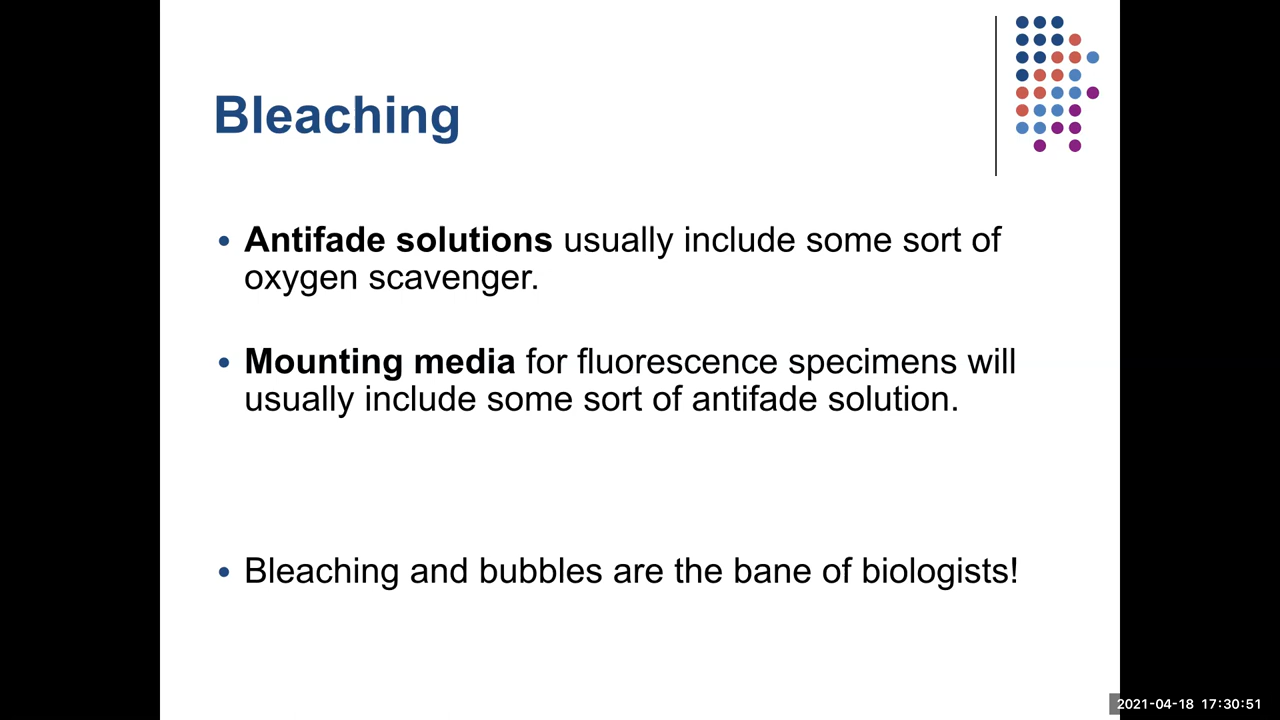 Bleaching
• Antifade solutions usually include some sort of
oxygen scavenger.
• Mounting media for fluorescence specimens will
usually include some sort of antifade solution.
• Bleaching and bubbles are the bane of biologists!
2021-04-18 17:30:51